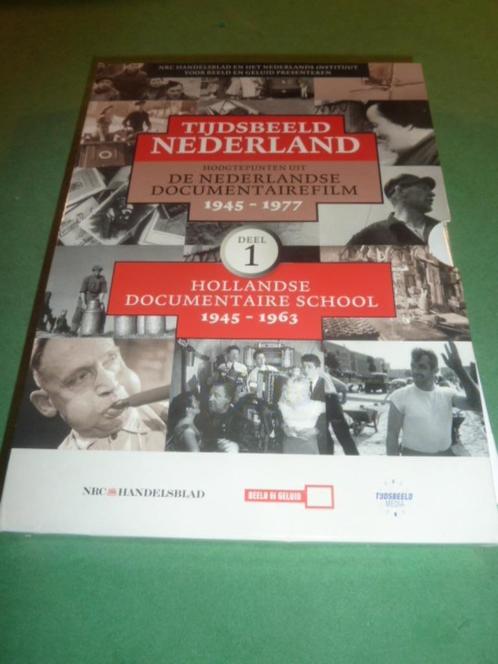 NRC HANDELSBLAD EN HET NEDERLANDS INSTITUUT
VOOR BEELD EN GELUID PRESENTEREN
TIJDSBEELD
NEDERLAND
HOOGTEPUNTEN UIT
DE NEDERLANDSE
DOCUMENTAIREFILM
1945 - 1977
DEEL
1
HOLLANDSE
DOCUMENTAIRE SCHOOL
1945 - 1963
NRC HANDELSBLAD
BEELD EN GELUID
TIJDSBEELD
MEDIA